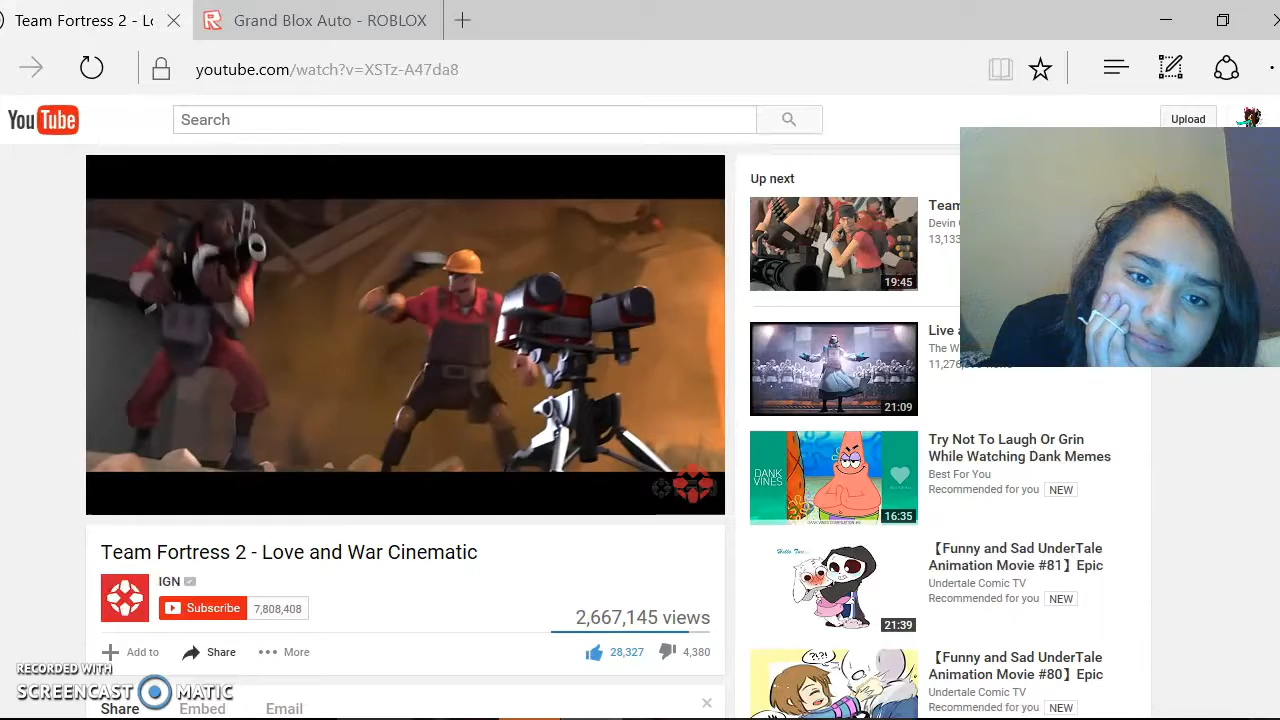 Team Fortress 2 - Lo
Grand Blox Auto - ROBLOX
youtube.com/watch?v=XSTz-A47da8
YouTube
Search
Upload
Up next
Team
Devin
13,133
19:45
Live a
The W
11,276,
21:09
DANK
VINES
Try Not To Laugh Or Grin
While Watching Dank Memes
Best For You
Recommended for you NEW
16:35
【Funny and Sad UnderTale
Animation Movie #81】Epic
Undertale Comic TV
Recommended for you NEW
21:39
【Funny and Sad UnderTale
Animation Movie #80】Epic
Undertale Comic TV
Recommended for you NEW
Team Fortress 2 - Love and War Cinematic
IGN
Subscribe 7,808,408
2,667,145 views
Add to Share More 28,327 4,380
RECORDED WITH
SCREENCAST MATIC
Share Embed Email